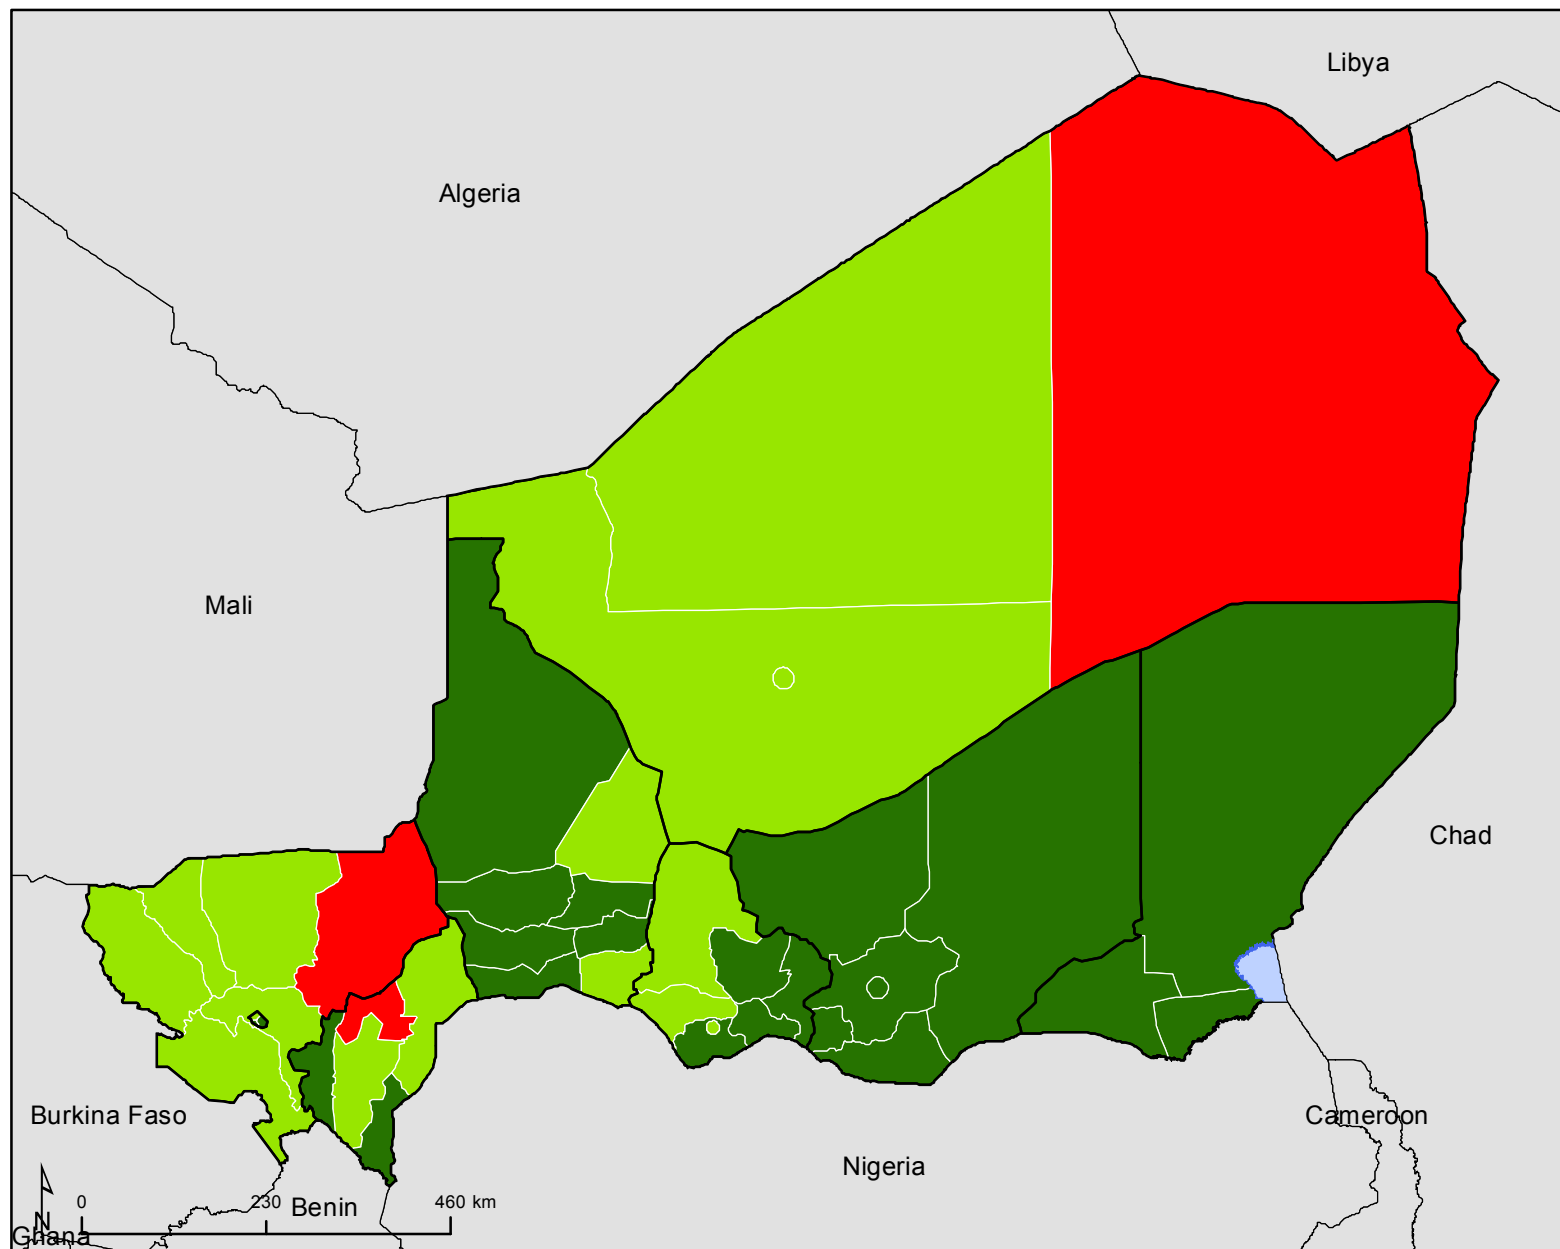 Libya
Algeria
Mali
Chad
Burkina Faso
Cameroon
Nigeria
0 230 460 km
Benin
N
Ghana